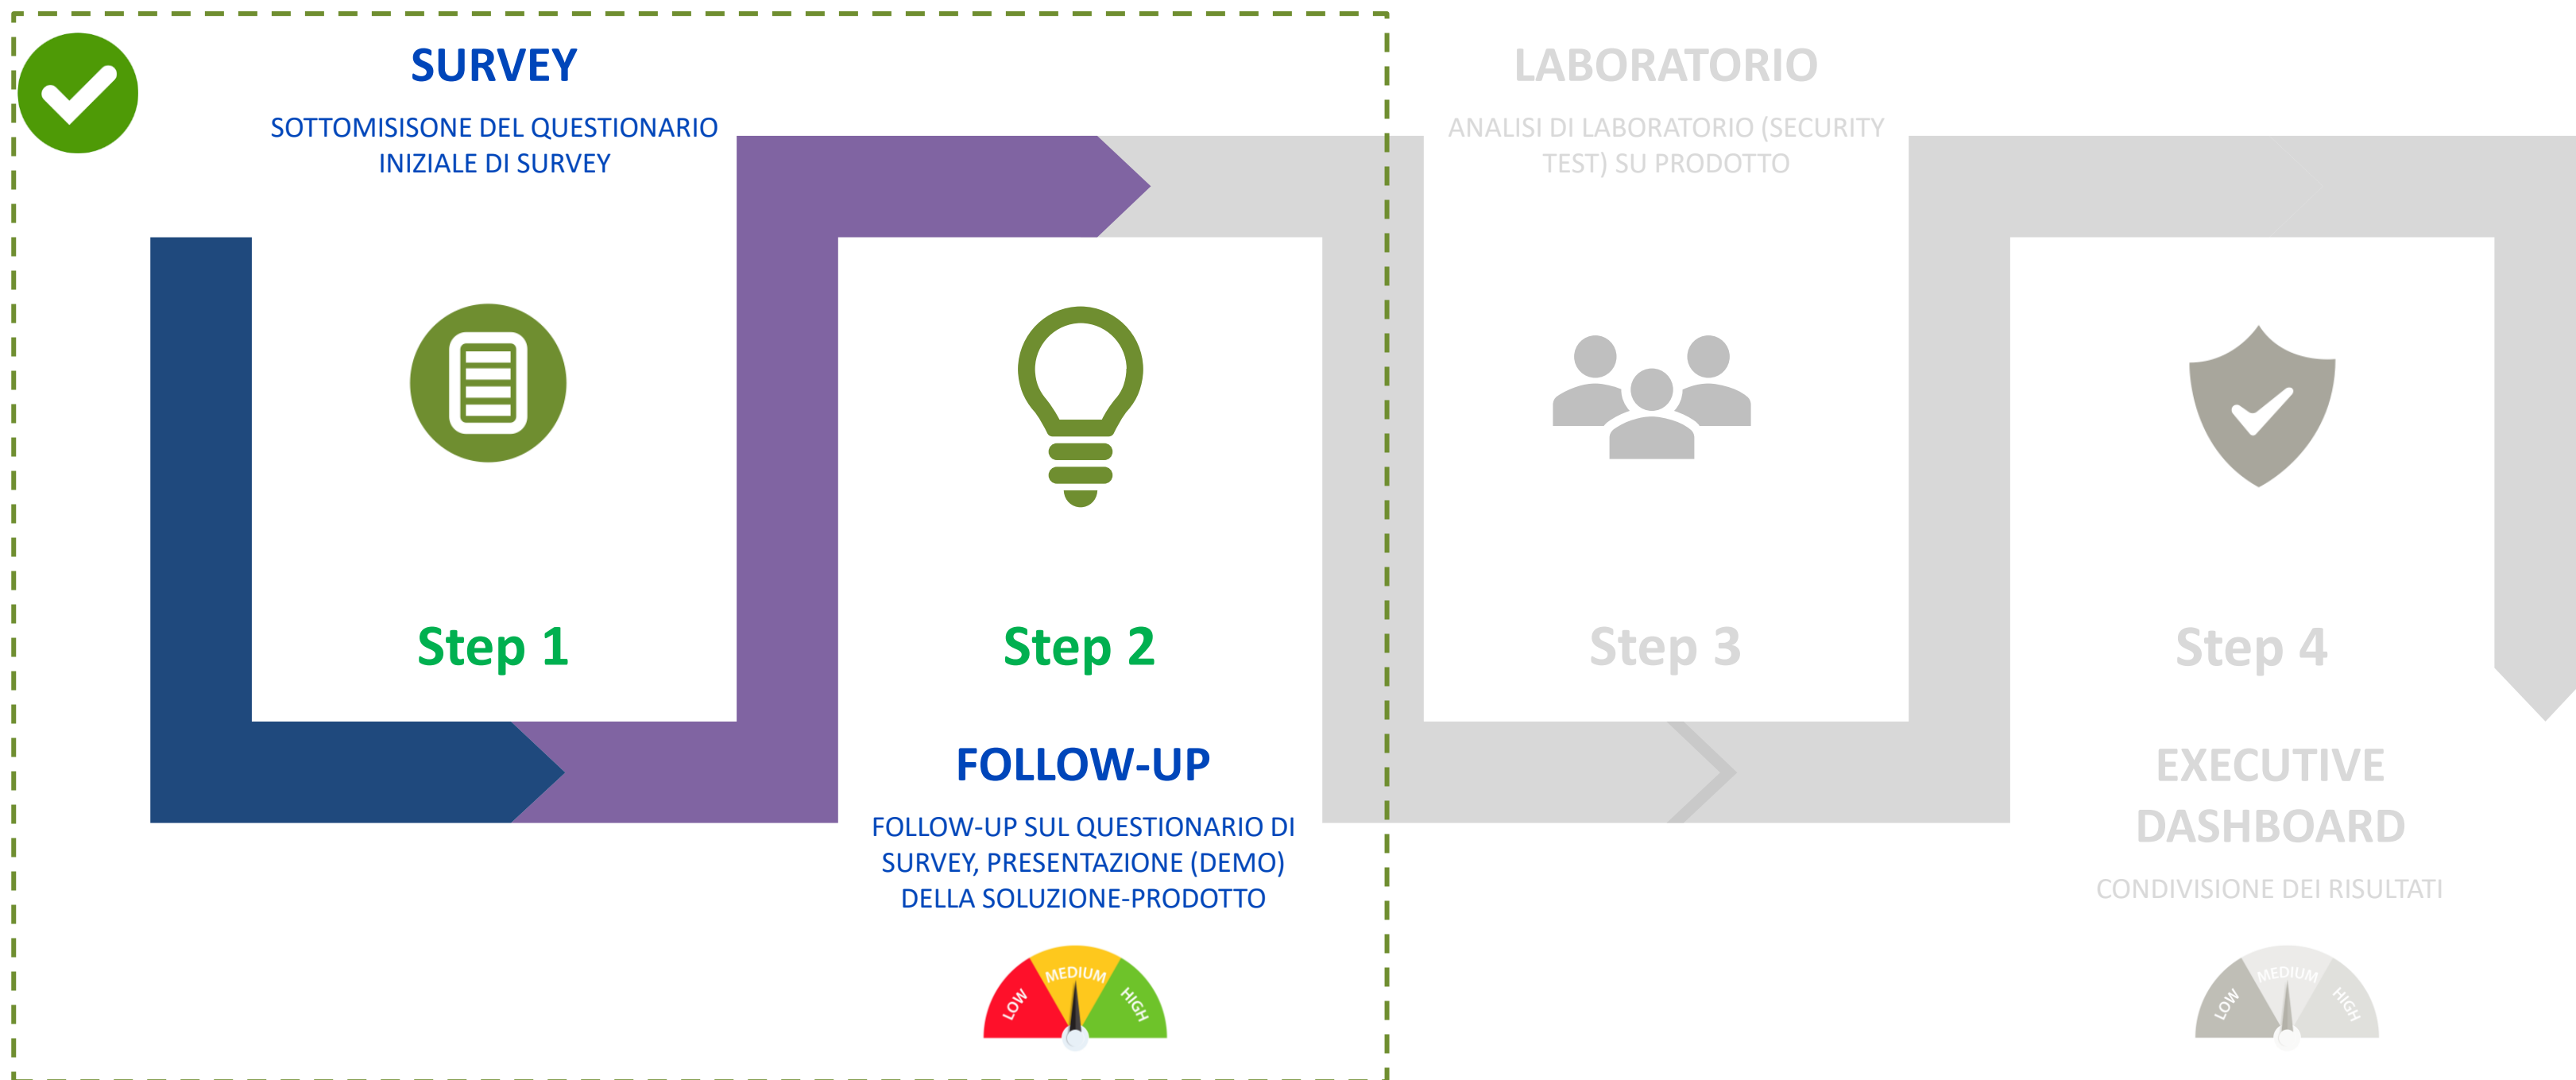 SURVEY
SOTTOMISISONE DEL QUESTIONARIO
INIZIALE DI SURVEY
Step 1
Step 2
FOLLOW-UP
FOLLOW-UP SUL QUESTIONARIO DI
SURVEY, PRESENTAZIONE (DEMO)
DELLA SOLUZIONE-PRODOTTO
LOW
MEDIUM
HIGH
LABORATORIO
ANALISI DI LABORATORIO (SECURITY
TEST) SU PRODOTTO
Step 3
Step 4
EXECUTIVE
DASHBOARD
CONDIVISIONE DEI RISULTATI
LOW
MEDIUM
HIGH